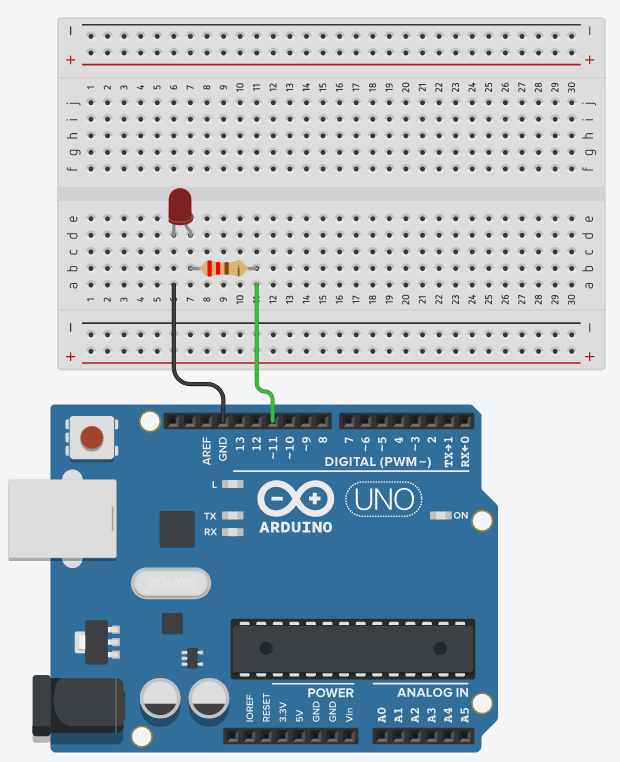 − −
+ +
1 2 3 4 5 6 7 8 9 10 11 12 13 14 15 16 17 18 19 20 21 22 23 24 25 26 27 28 29 30
j j
i i
h h
g g
f f
e e
d d
c c
b b
a a
1 2 3 4 5 6 7 8 9 10 11 12 13 14 15 16 17 18 19 20 21 22 23 24 25 26 27 28 29 30
− −
+ +
AREF GND 13 12 ~11 ~10 ~9 8 7 ~6 ~5 4 ~3 2 TX→1 RX←0
DIGITAL (PWM~)
L
UNO
TX
RX
ARDUINO
ON
POWER
ANALOG IN
IOREF RESET 3.3V 5V GND GND Vin A0 A1 A2 A3 A4 A5